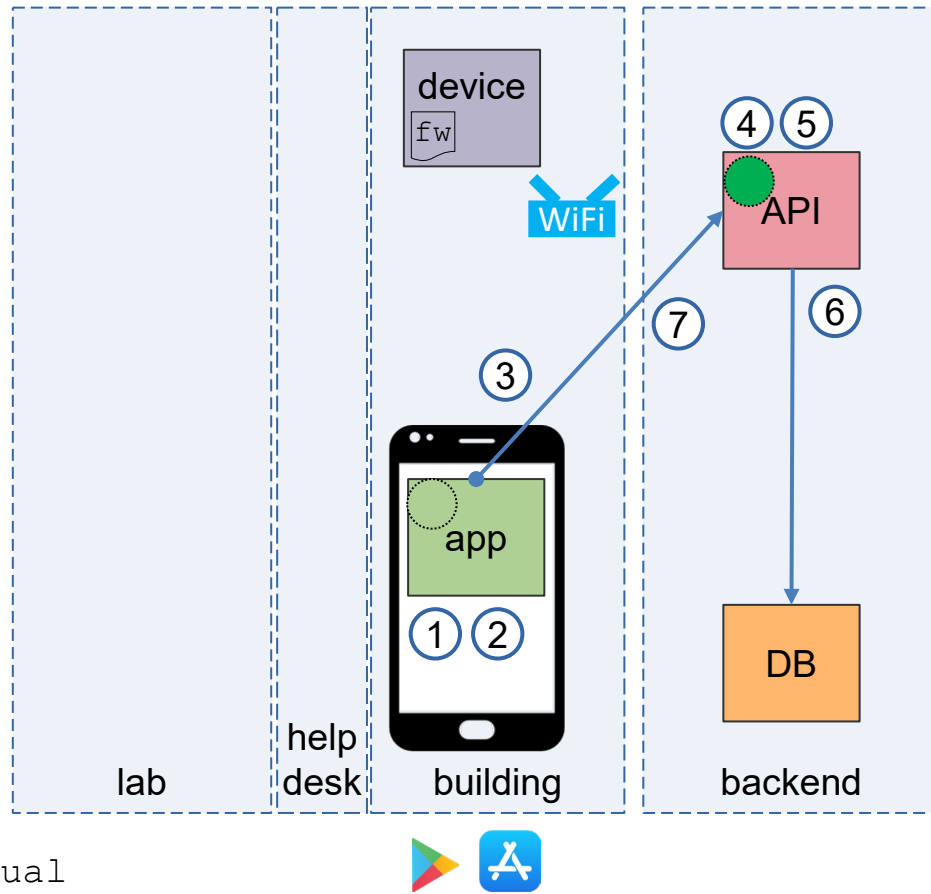 device
fw
4 5
WiFi
API
6
7
3
app
1 2
DB
help
desk
lab
building
backend
ual